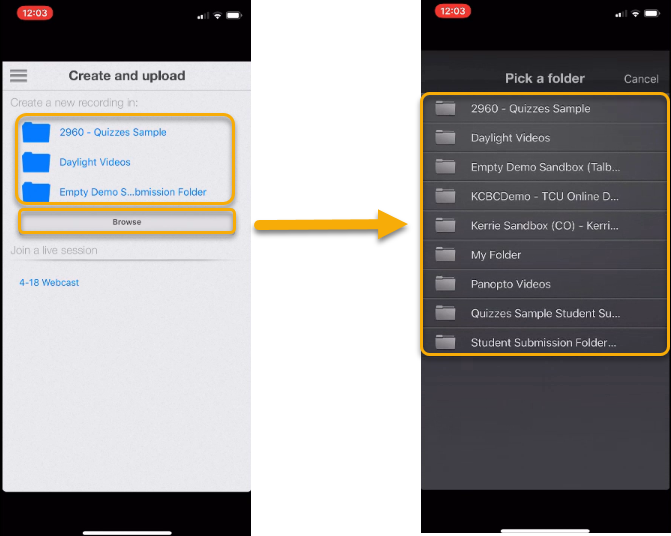 12:03
Create and upload
Create a new recording in:
2960 - Quizzes Sample
Daylight Videos
Empty Demo S...bmission Folder
Browse
Join a live session
4-18 Webcast
12:03
Pick a folder
Cancel
2960 - Quizzes Sample
Daylight Videos
Empty Demo Sandbox (Talb...
KCBCDemo - TCU Online D...
Kerrie Sandbox (CO) - Kerri...
My Folder
Panopto Videos
Quizzes Sample Student Su...
Student Submission Folder...